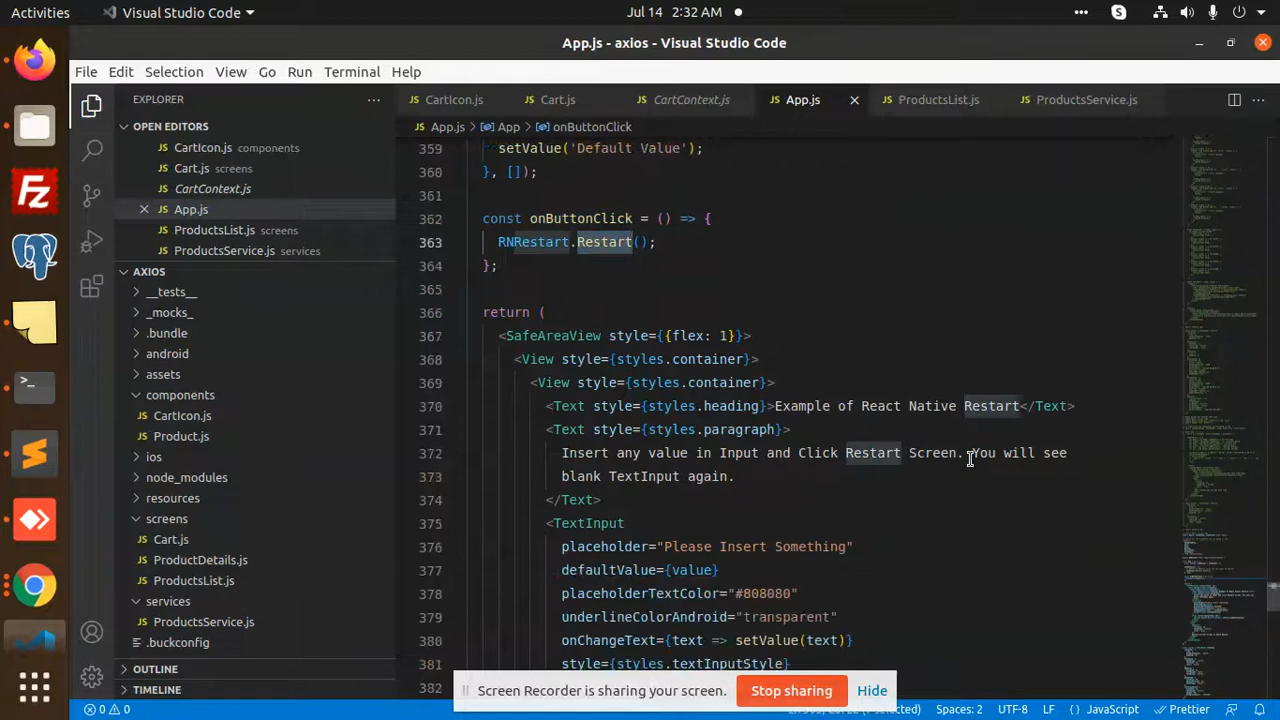 Activities
Visual Studio Code
Jul 14 2:32 AM
App.js - axios - Visual Studio Code
File Edit Selection View Go Run Terminal Help
EXPLORER
OPEN EDITORS
CartIcon.js components
Cart.js screens
CartContext.js
App.js
ProductsList.js screens
ProductsService.js services
AXIOS
__tests__
_mocks_
.bundle
android
assets
components
CartIcon.js
Product.js
ios
node_modules
resources
screens
Cart.js
ProductDetails.js
ProductsList.js
services
ProductsService.js
.buckconfig
OUTLINE
TIMELINE
CartIcon.js Cart.js CartContext.js App.js ProductsList.js ProductsService.js
App.js > App > onButtonClick
359 setValue('Default Value');
360 }, []);
361
362 const onButtonClick = () => {
363 RNRestart.Restart();
364 };
365
366 return (
367 <SafeAreaView style={{flex: 1}}>
368 <View style={styles.container}>
369 <View style={styles.container}>
370 <Text style={styles.heading}>Example of React Native Restart</Text>
371 <Text style={styles.paragraph}>
372 Insert any value in Input and Click Restart Screen. You will see
373 blank TextInput again.
374 </Text>
375 <TextInput
376 placeholder="Please Insert Something"
377 defaultValue={value}
378 placeholderTextColor="#808080"
379 underlineColorAndroid="transparent"
380 onChangeText={text => setValue(text)}
381 style={styles.textInputStyle}
382
Screen Recorder is sharing your screen. Stop sharing Hide
0 0
Spaces: 2 UTF-8 LF {} JavaScript Prettier